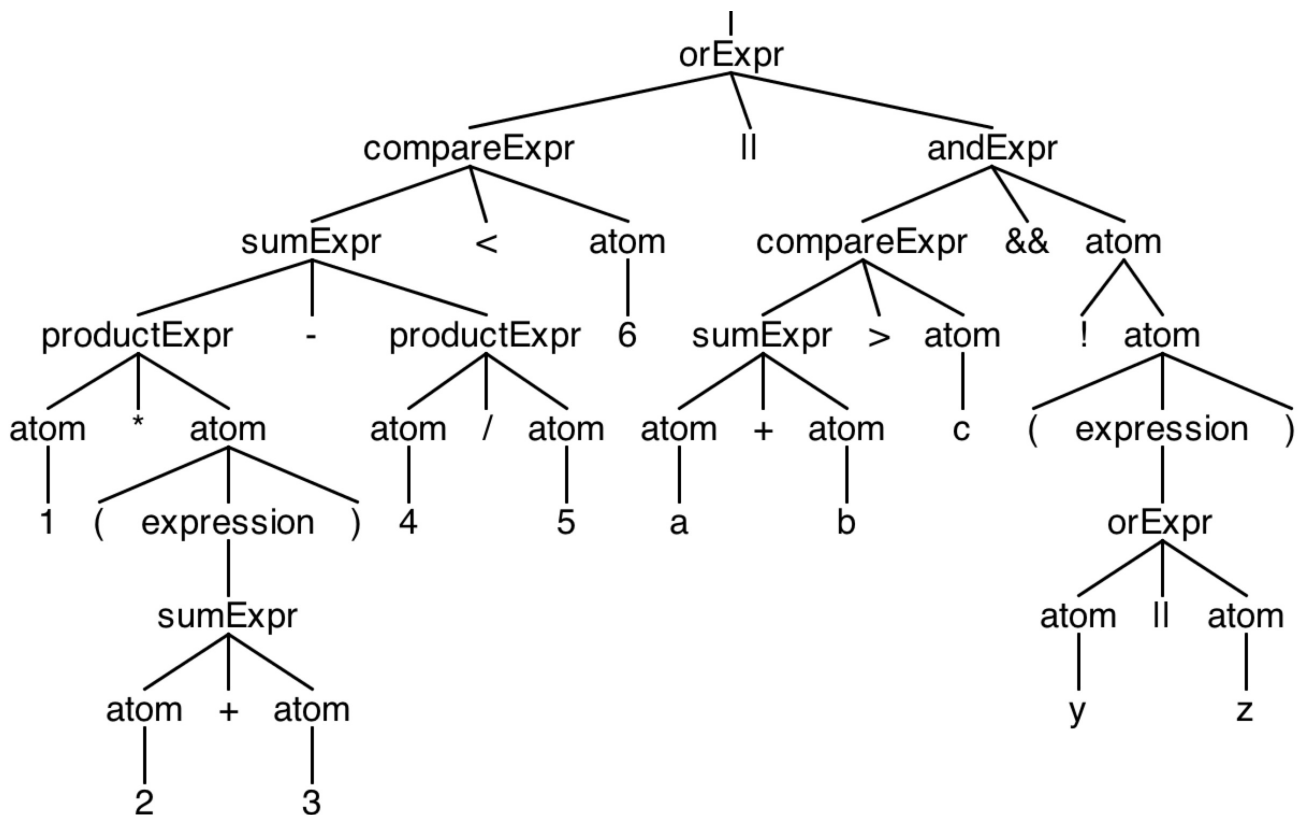 orExpr
compareExpr || andExpr
sumExpr < atom compareExpr && atom
productExpr - productExpr 6 sumExpr > atom ! atom
atom * atom atom / atom atom + atom c ( expression )
1 ( expression ) 4 5 a b orExpr
sumExpr atom || atom
atom + atom y z
2 3